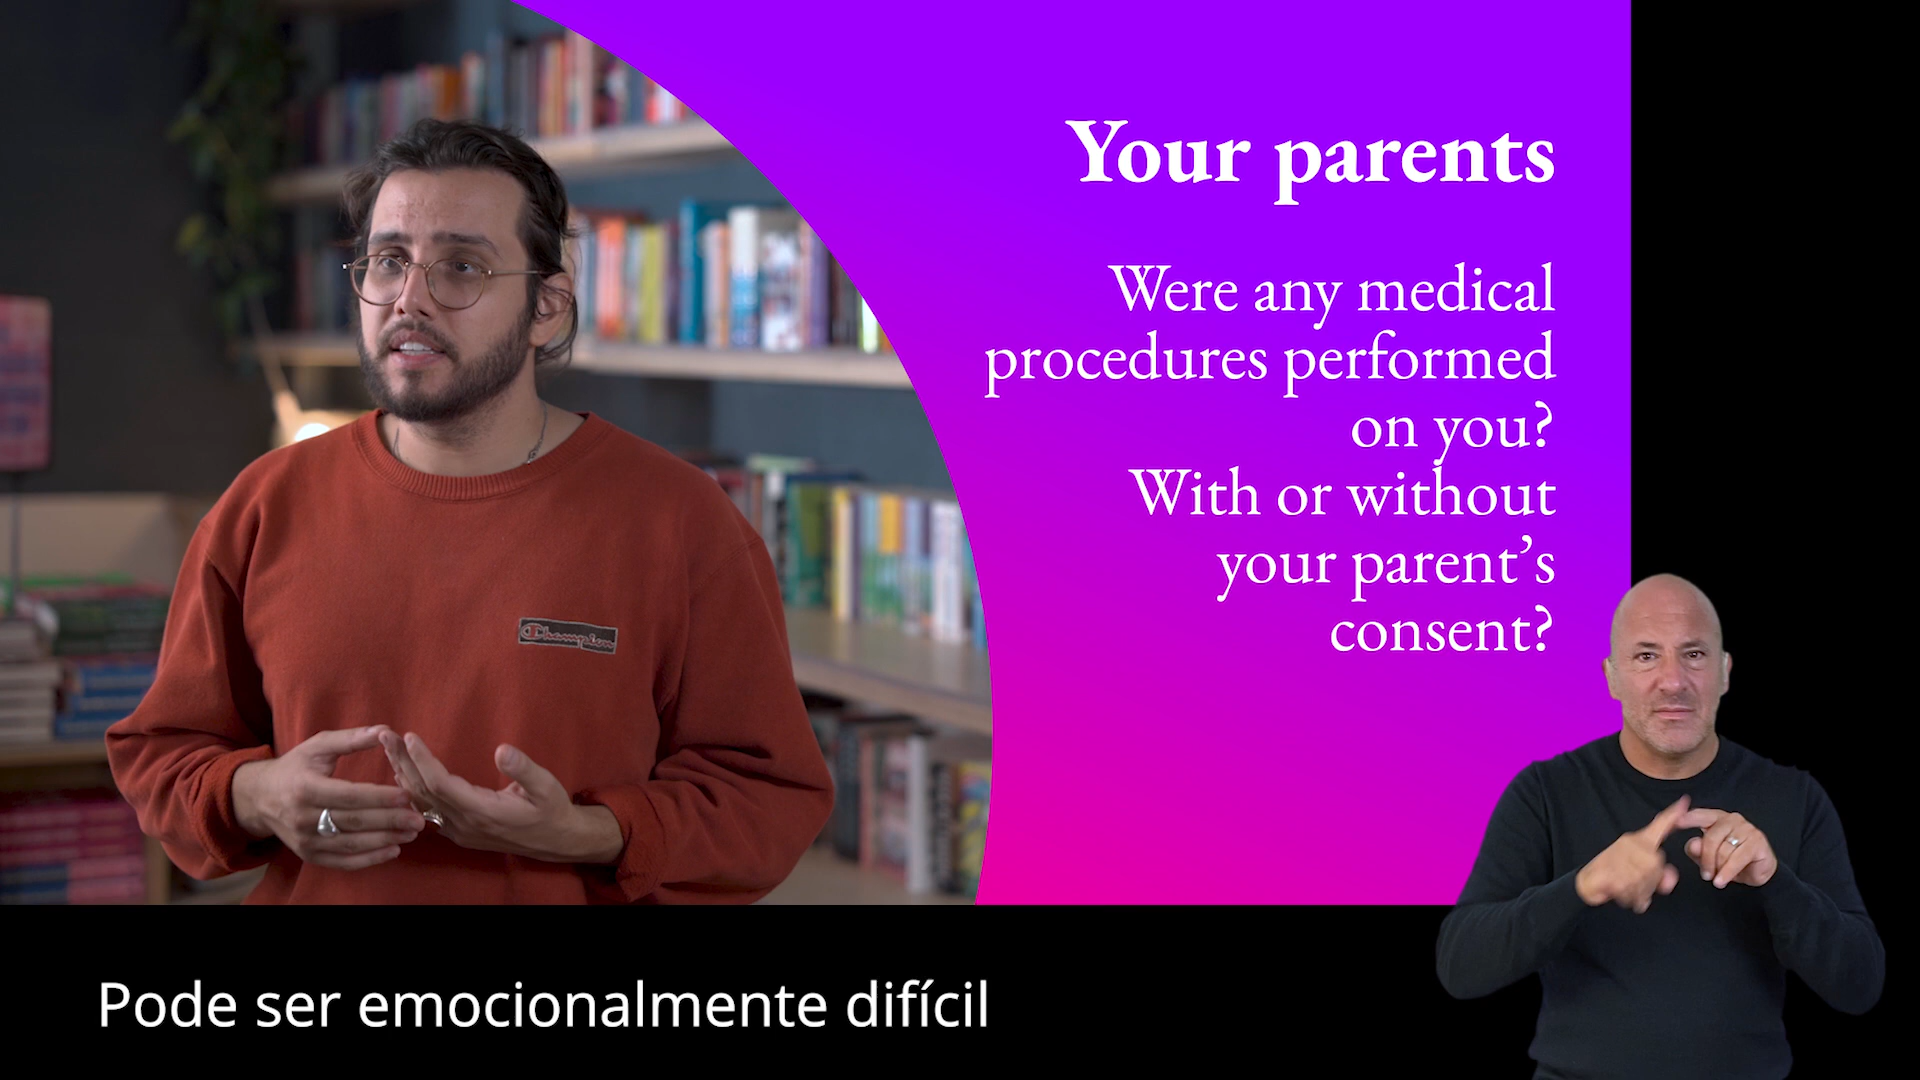 Your parents
Were any medical
procedures performed
on you?
With or without
your parent’s
consent?
Champion
Pode ser emocionalmente difícil